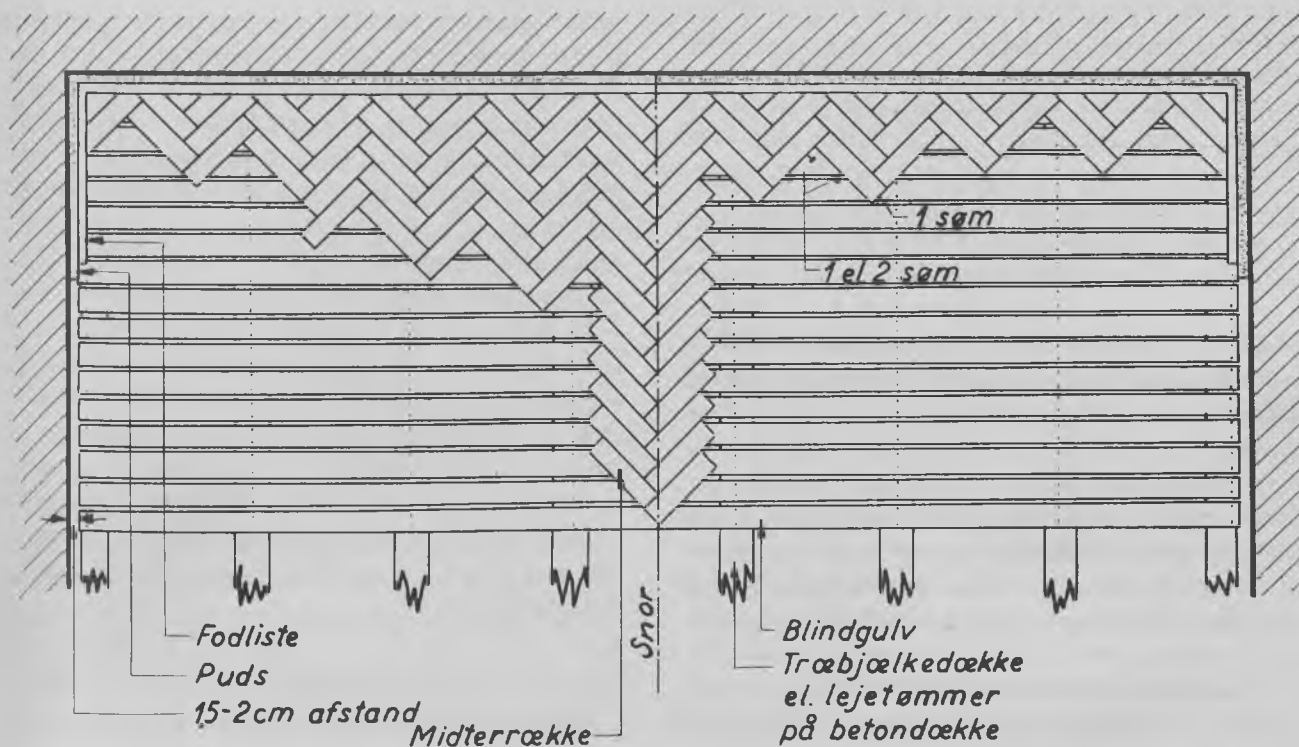 1 søm
1 el 2 søm
Fodliste
Puds
15-2cm afstand
Midterrække
Snor
Blindgulv
Træbjælkedække
el. lejetømmer
på betondække